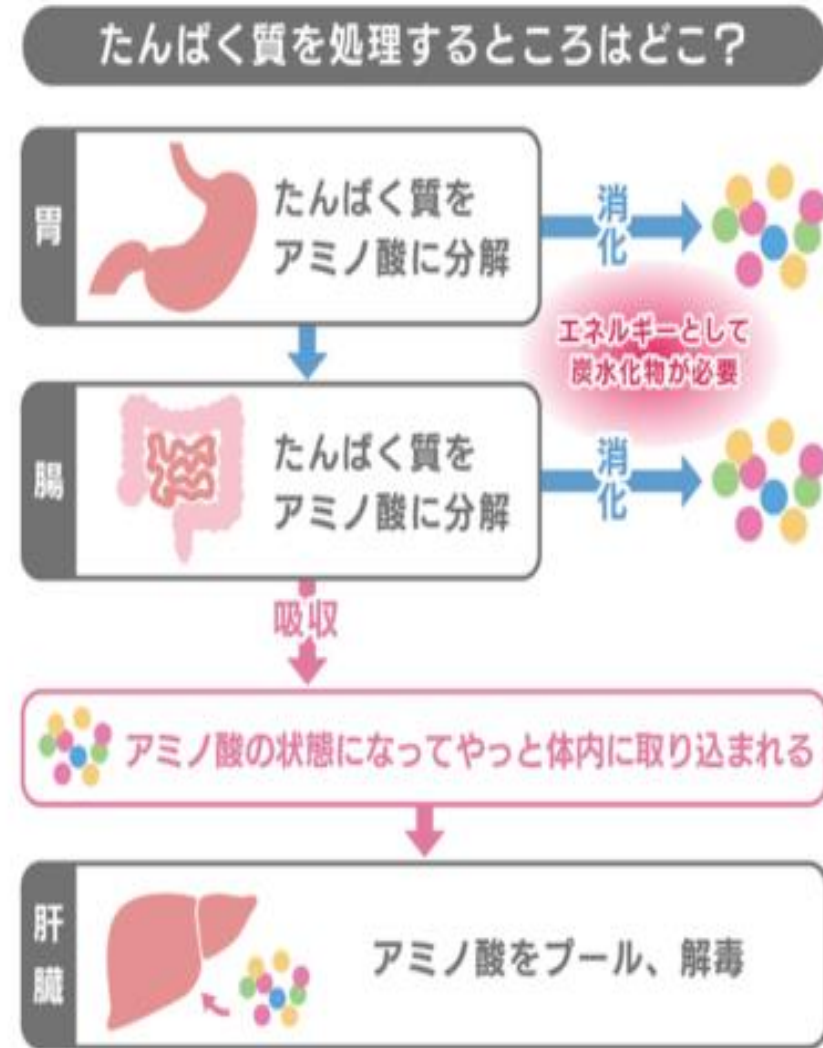 たんぱく質を処理するところはどこ？
胃
たんぱく質を
アミノ酸に分解
消化
エネルギーとして
炭水化物が必要
腸
たんぱく質を
アミノ酸に分解
消化
吸収
アミノ酸の状態になってやっと体内に取り込まれる
肝臓
アミノ酸をプール、解毒